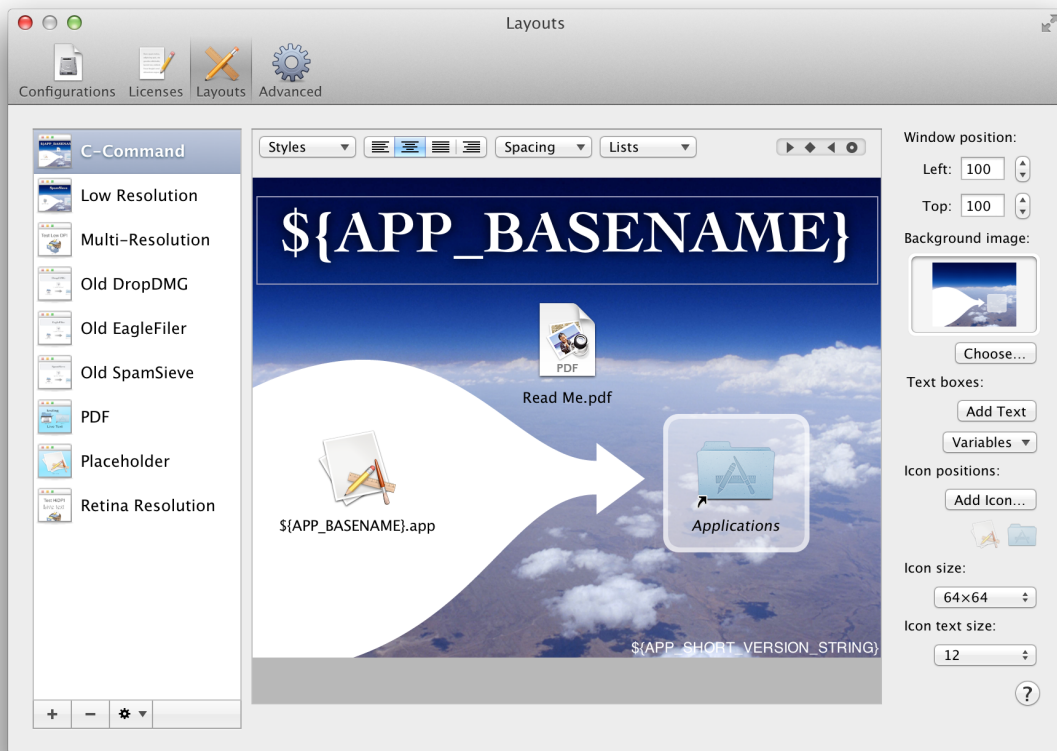 Layouts
Configurations Licenses Layouts Advanced
C-Command
Low Resolution
Multi-Resolution
Old DropDMG
Old EagleFiler
Old SpamSieve
PDF
Placeholder
Retina Resolution
Styles Spacing Lists
${APP_BASENAME}
PDF
Read Me.pdf
${APP_BASENAME}.app
Applications
${APP_SHORT_VERSION_STRING}
Window position:
Left: 100
Top: 100
Background image:
Choose...
Text boxes:
Add Text
Variables
Icon positions:
Add Icon...
Icon size:
64×64
Icon text size:
12
?